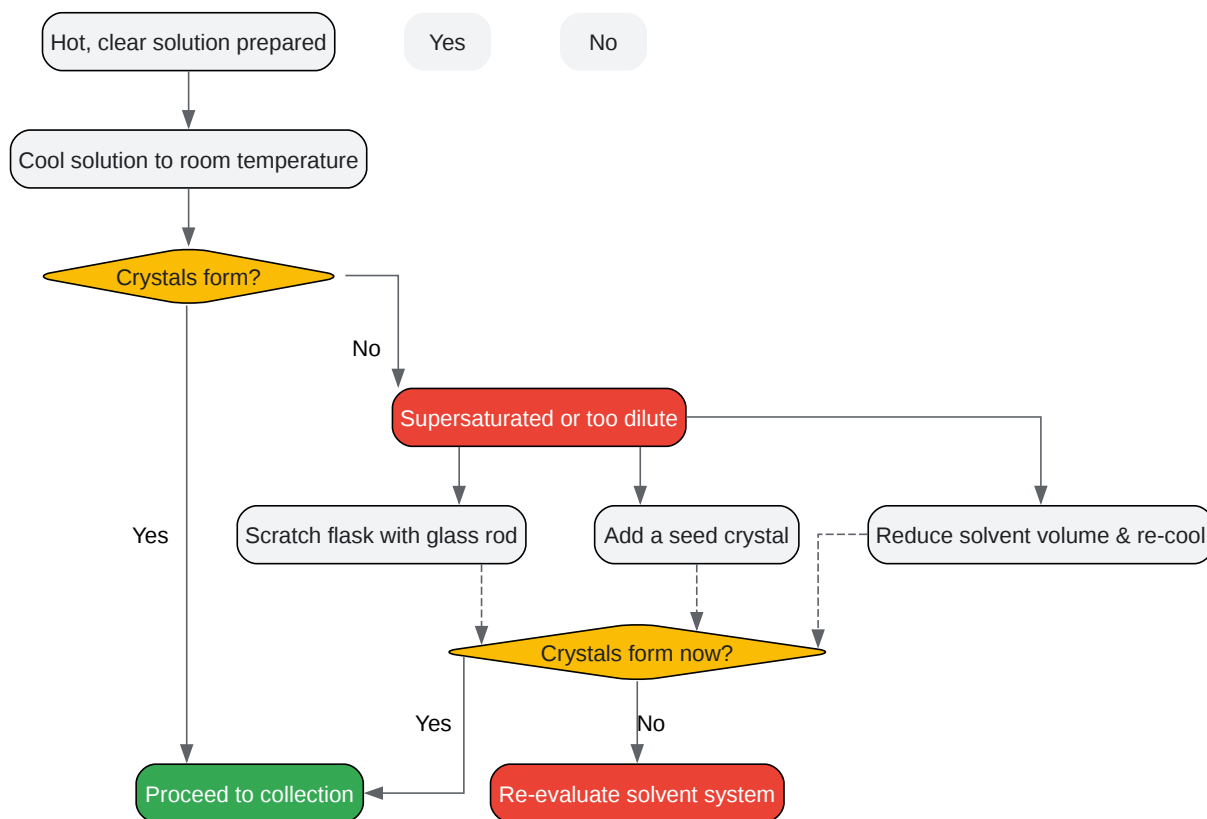 Hot, clear solution prepared
Yes
No
Cool solution to room temperature
Crystals form?
No
Supersaturated or too dilute
Yes
Scratch flask with glass rod
Add a seed crystal
Reduce solvent volume & re-cool
Crystals form now?
Yes
No
Proceed to collection
Re-evaluate solvent system